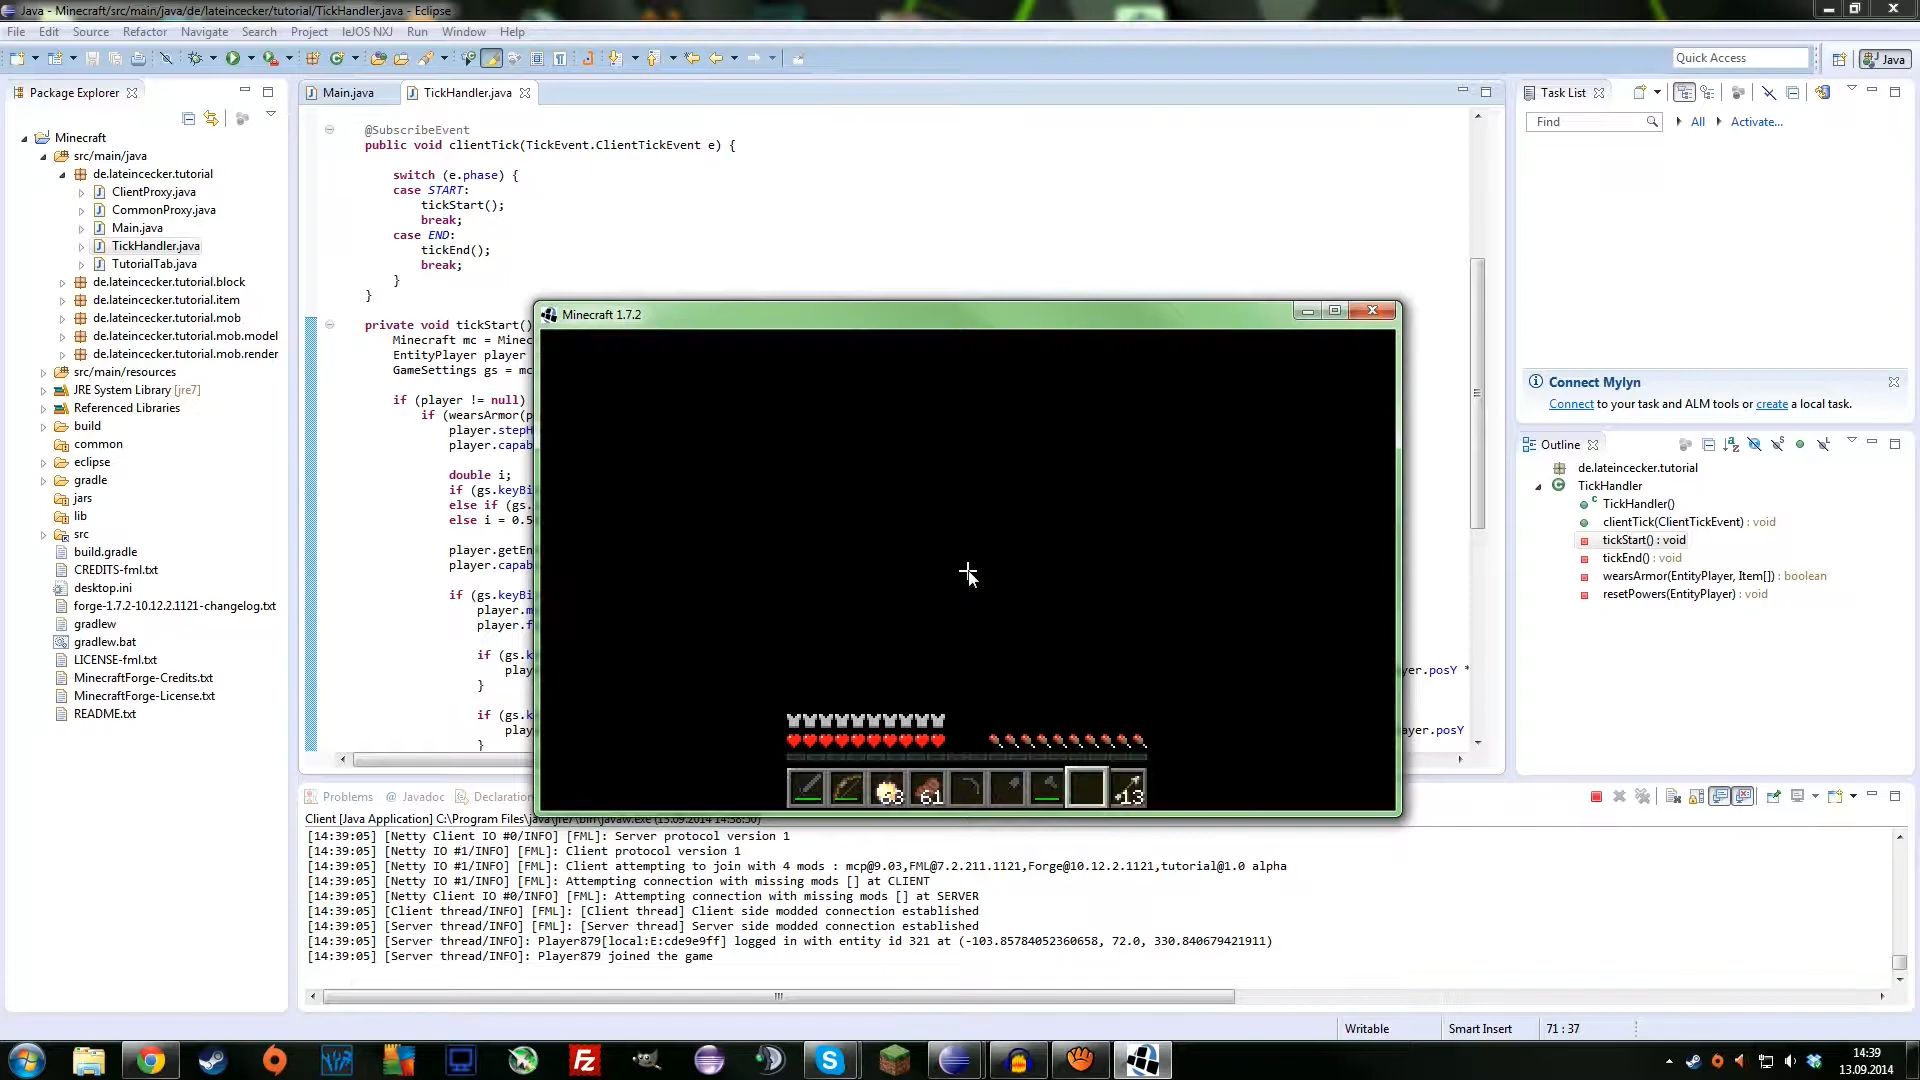 Java - Minecraft/src/main/java/de/lateincecker/tutorial/TickHandler.java - Eclipse
File Edit Source Refactor Navigate Search Project leJOS NXJ Run Window Help
Quick Access
Java
Package Explorer
Minecraft
src/main/java
de.lateincecker.tutorial
ClientProxy.java
CommonProxy.java
Main.java
TickHandler.java
TutorialTab.java
de.lateincecker.tutorial.block
de.lateincecker.tutorial.item
de.lateincecker.tutorial.mob
de.lateincecker.tutorial.mob.model
de.lateincecker.tutorial.mob.render
src/main/resources
JRE System Library [jre7]
Referenced Libraries
build
common
eclipse
gradle
jars
lib
src
build.gradle
CREDITS-fml.txt
desktop.ini
forge-1.7.2-10.12.2.1121-changelog.txt
gradlew
gradlew.bat
LICENSE-fml.txt
MinecraftForge-Credits.txt
MinecraftForge-License.txt
README.txt
Main.java
TickHandler.java
@SubscribeEvent
public void clientTick(TickEvent.ClientTickEvent e) {
switch (e.phase) {
case START:
tickStart();
break;
case END:
tickEnd();
break;
}
}
private void tickStart()
Minecraft mc = Minec
EntityPlayer player
GameSettings gs = mc
if (player != null)
if (wearsArmor(p
player.stepH
player.capab
double i;
if (gs.keyBi
else if (gs.
else i = 0.5
player.getEn
player.capab
if (gs.keyBi
player.m
player.f
if (gs.k
play
yer.posY *
}
if (gs.k
play
yer.posY
}
Minecraft 1.7.2
63
61
13
Task List
Find
All
Activate...
Connect Mylyn
Connect to your task and ALM tools or create a local task.
Outline
de.lateincecker.tutorial
TickHandler
TickHandler()
clientTick(ClientTickEvent) : void
tickStart() : void
tickEnd() : void
wearsArmor(EntityPlayer, Item[]) : boolean
resetPowers(EntityPlayer) : void
Problems
Javadoc
Declaration
Client [Java Application] C:\Program Files\java\jre7\bin\javaw.exe (13.09.2014 14:38:50)
[14:39:05] [Netty Client IO #0/INFO] [FML]: Server protocol version 1
[14:39:05] [Netty IO #1/INFO] [FML]: Client protocol version 1
[14:39:05] [Netty IO #1/INFO] [FML]: Client attempting to join with 4 mods : mcp@9.03,FML@7.2.211.1121,Forge@10.12.2.1121,tutorial@1.0 alpha
[14:39:05] [Netty IO #1/INFO] [FML]: Attempting connection with missing mods [] at CLIENT
[14:39:05] [Netty Client IO #0/INFO] [FML]: Attempting connection with missing mods [] at SERVER
[14:39:05] [Client thread/INFO] [FML]: [Client thread] Client side modded connection established
[14:39:05] [Server thread/INFO] [FML]: [Server thread] Server side modded connection established
[14:39:05] [Server thread/INFO]: Player879[local:E:cde9e9ff] logged in with entity id 321 at (-103.85784052360658, 72.0, 330.840679421911)
[14:39:05] [Server thread/INFO]: Player879 joined the game
Writable
Smart Insert
71 : 37
14:39
13.09.2014